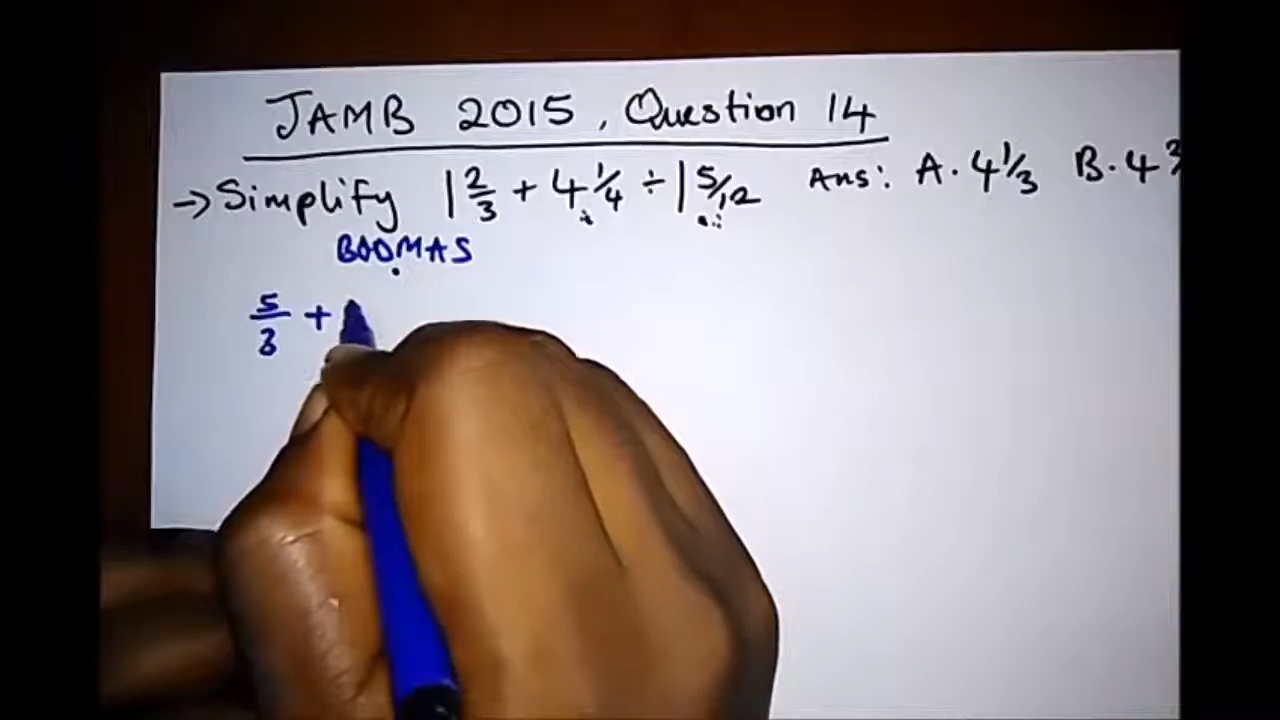 JAMB 2015, Question 14
→ Simplify 1 2/3 + 4 1/4 ÷ 1 5/12 Ans: A. 4 1/3 B. 4
BODMAS
5/3 +